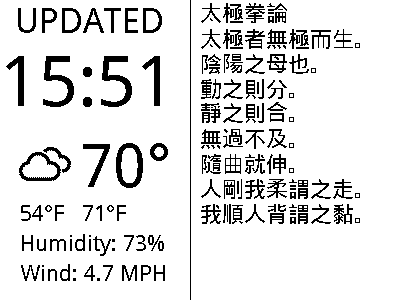 UPDATED
15:51
70°
54°F 71°F
Humidity: 73%
Wind: 4.7 MPH
太極拳論
太極者無極而生。
陰陽之母也。
動之則分。
靜之則合。
無過不及。
隨曲就伸。
人剛我柔謂之走。
我順人背謂之黏。